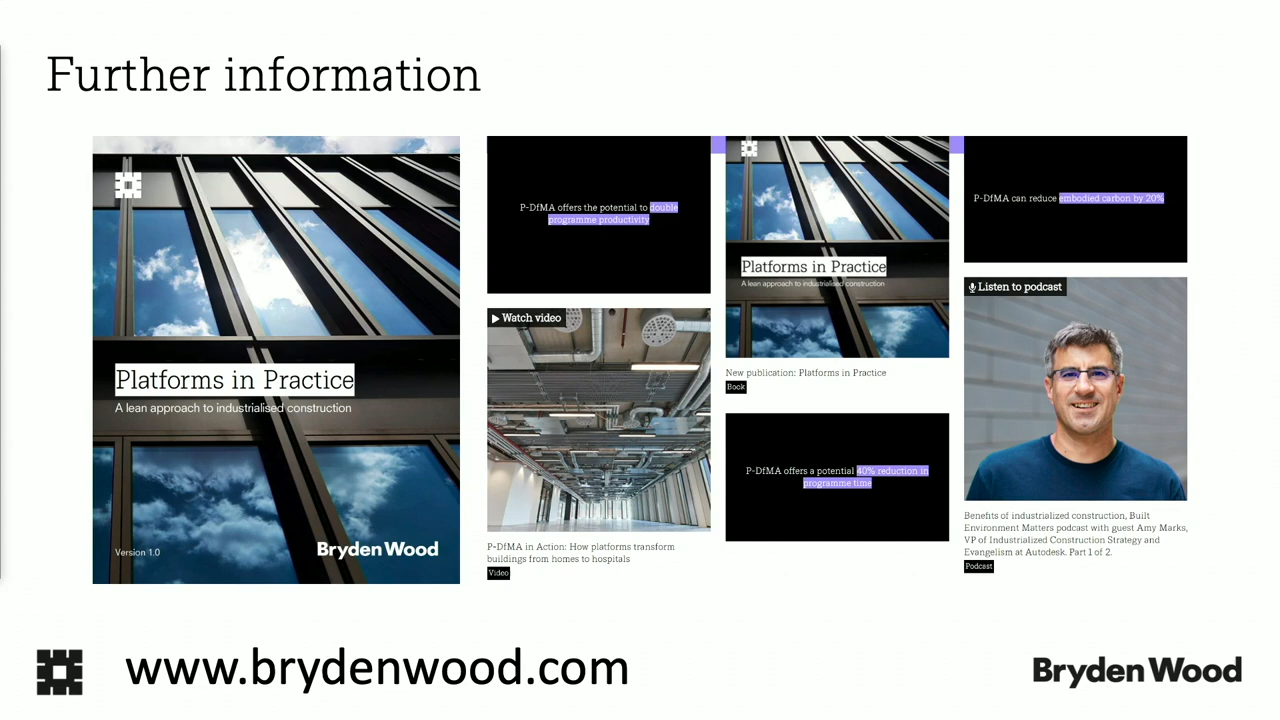 Further information
Platforms in Practice
A lean approach to industrialised construction
Version 1.0
Bryden Wood
P-DfMA offers the potential to double
programme productivity
Watch video
P-DfMA in Action: How platforms transform
buildings from homes to hospitals
Video
Platforms in Practice
A lean approach to industrialised construction
New publication: Platforms in Practice
Book
P-DfMA offers a potential 40% reduction in
programme time
P-DfMA can reduce embodied carbon by 20%
Listen to podcast
Benefits of industrialized construction, Built
Environment Matters podcast with guest Amy Marks,
VP of Industrialized Construction Strategy and
Evangelism at Autodesk. Part 1 of 2.
Podcast
www.brydenwood.com
Bryden Wood